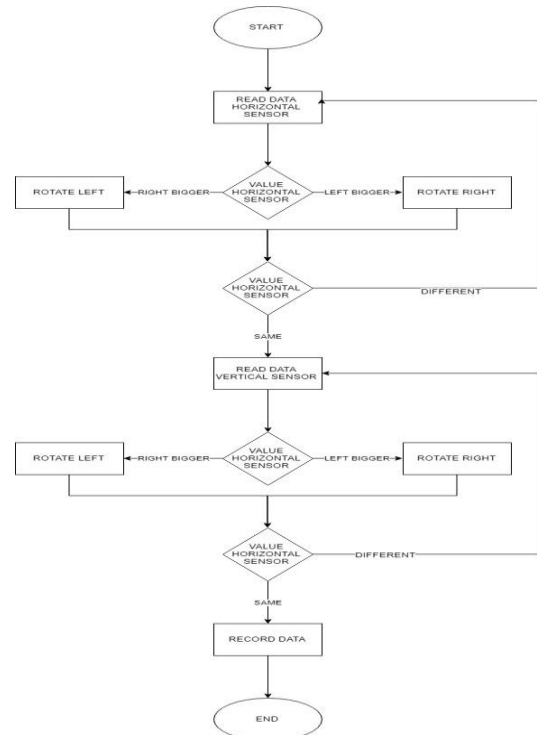 START
READ DATA
HORIZONTAL
SENSOR
VALUE
HORIZONTAL
SENSOR
ROTATE LEFT
RIGHT BIGGER
LEFT BIGGER
ROTATE RIGHT
VALUE
HORIZONTAL
SENSOR
DIFFERENT
SAME
READ DATA
VERTICAL SENSOR
VALUE
HORIZONTAL
SENSOR
ROTATE LEFT
RIGHT BIGGER
LEFT BIGGER
ROTATE RIGHT
VALUE
HORIZONTAL
SENSOR
DIFFERENT
SAME
RECORD DATA
END